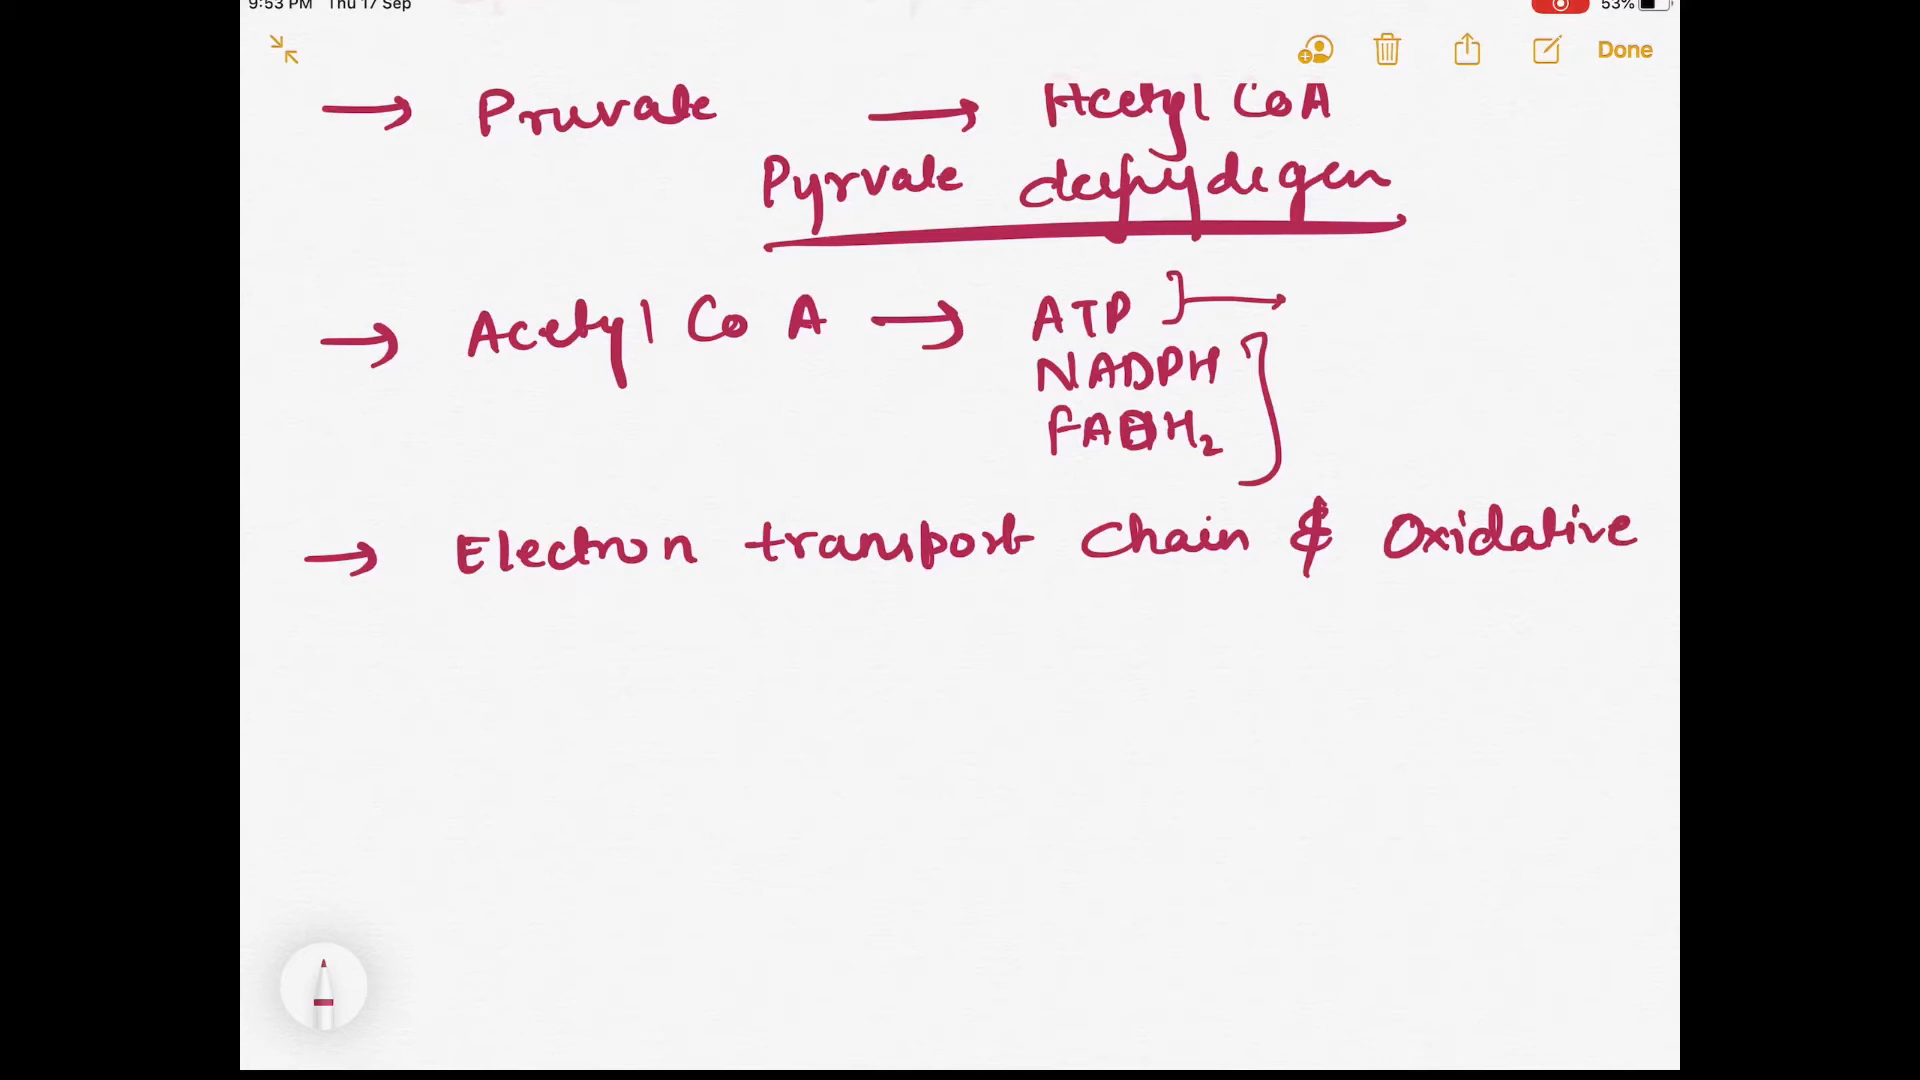 9:53 PM Thu 17 Sep 53%
Done
→ Pruvate → Acetyl CoA
Pyrvate dephydegen
→ Acetyl Co A → ATP
NADPH
FADH₂
→ Electron transport Chain & Oxidative